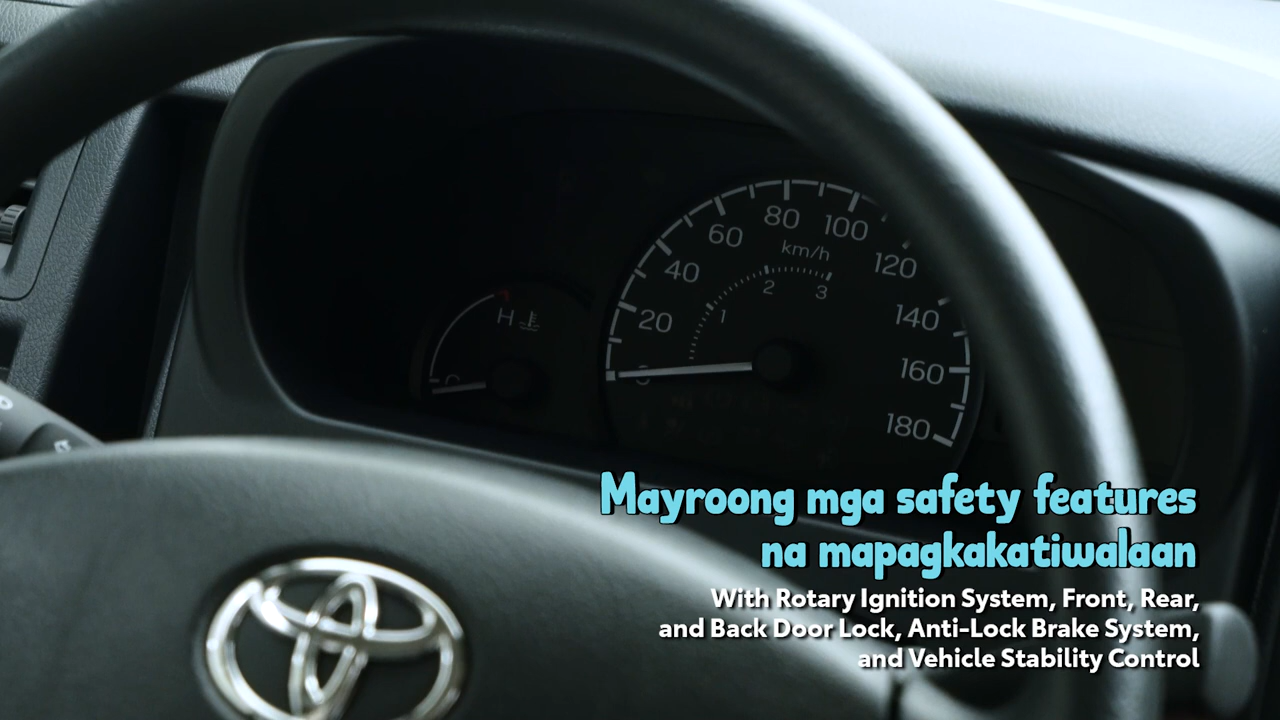 80
60
100
km/h
40
120
2
3
H
1
20
140
160
180
Mayroong mga safety features
na mapagkakatiwalaan
With Rotary Ignition System, Front, Rear,
and Back Door Lock, Anti-Lock Brake System,
and Vehicle Stability Control